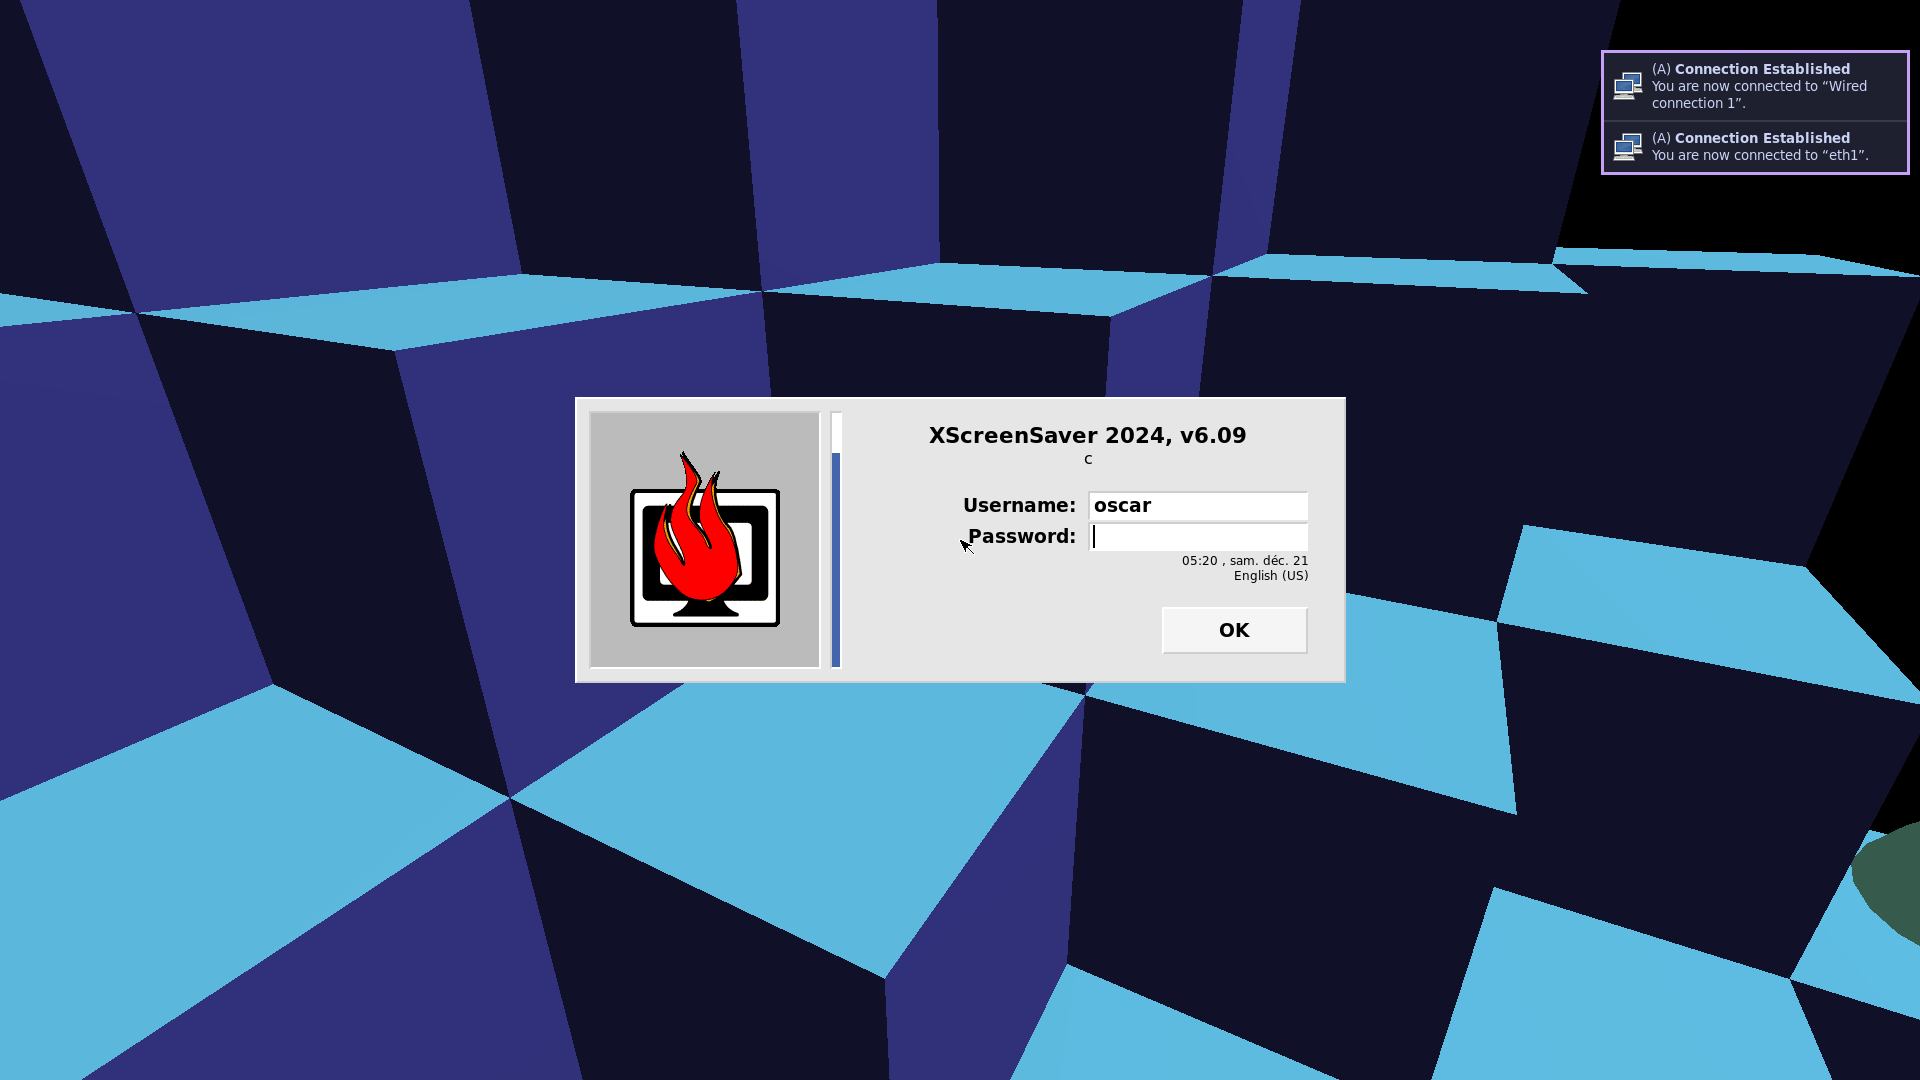 (A) Connection Established
You are now connected to “Wired
connection 1”.
(A) Connection Established
You are now connected to “eth1”.
XScreenSaver 2024, v6.09
c
Username: oscar
Password:
05:20 , sam. déc. 21
English (US)
OK